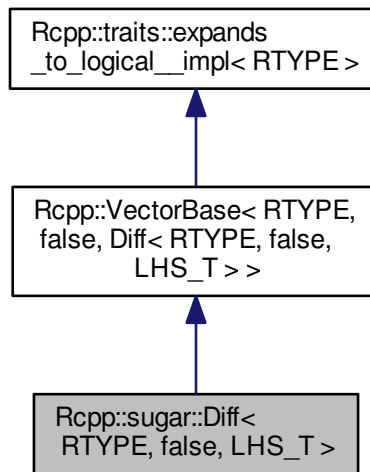 Rcpp::traits::expands
_to_logical__impl< RTYPE >
Rcpp::VectorBase< RTYPE,
false, Diff< RTYPE, false,
LHS_T > >
Rcpp::sugar::Diff<
RTYPE, false, LHS_T >